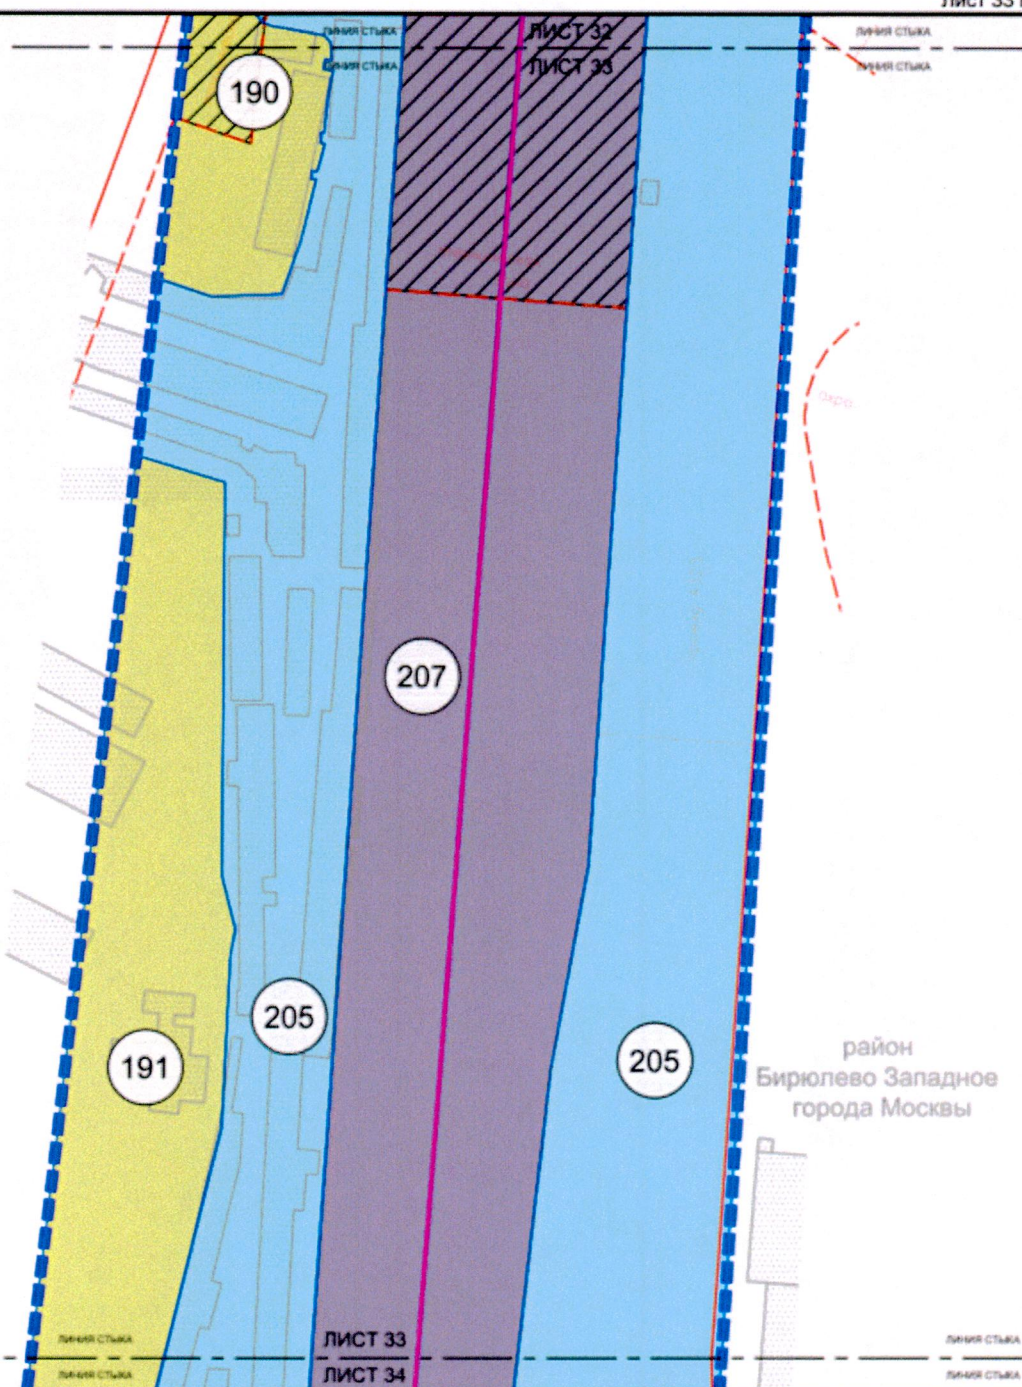 ЛИСТ 33
ЛИНИЯ СТЫКА
ЛИСТ 32
ЛИНИЯ СТЫКА
ЛИНИЯ СТЫКА
ЛИСТ 33
ЛИНИЯ СТЫКА
190
207
205
191
205
район
Бирюлево Западное
города Москвы
ЛИНИЯ СТЫКА
ЛИСТ 33
ЛИНИЯ СТЫКА
ЛИНИЯ СТЫКА
ЛИСТ 34
ЛИНИЯ СТЫКА